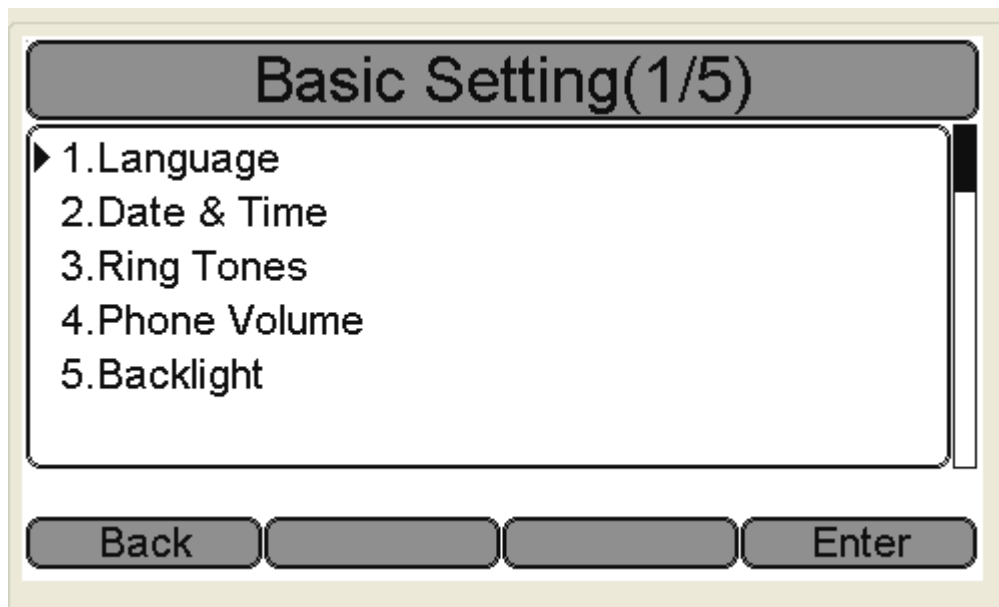 Basic Setting(1/5)
1.Language
2.Date & Time
3.Ring Tones
4.Phone Volume
5.Backlight
Back Enter